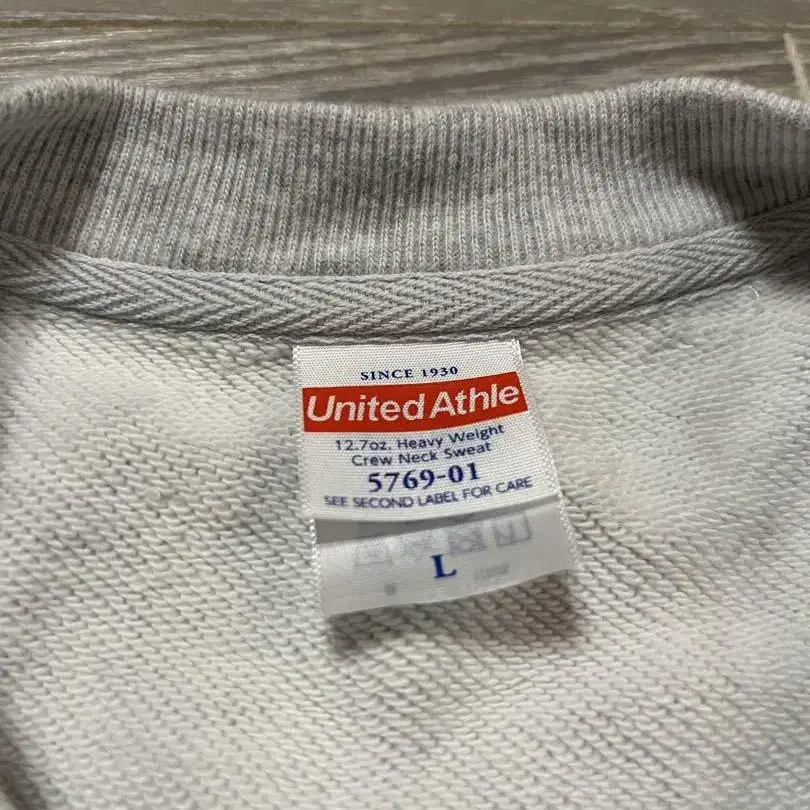 SINCE 1930
United Athle
12.7oz. Heavy Weight
Crew Neck Sweat
5769-01
SEE SECOND LABEL FOR CARE
L